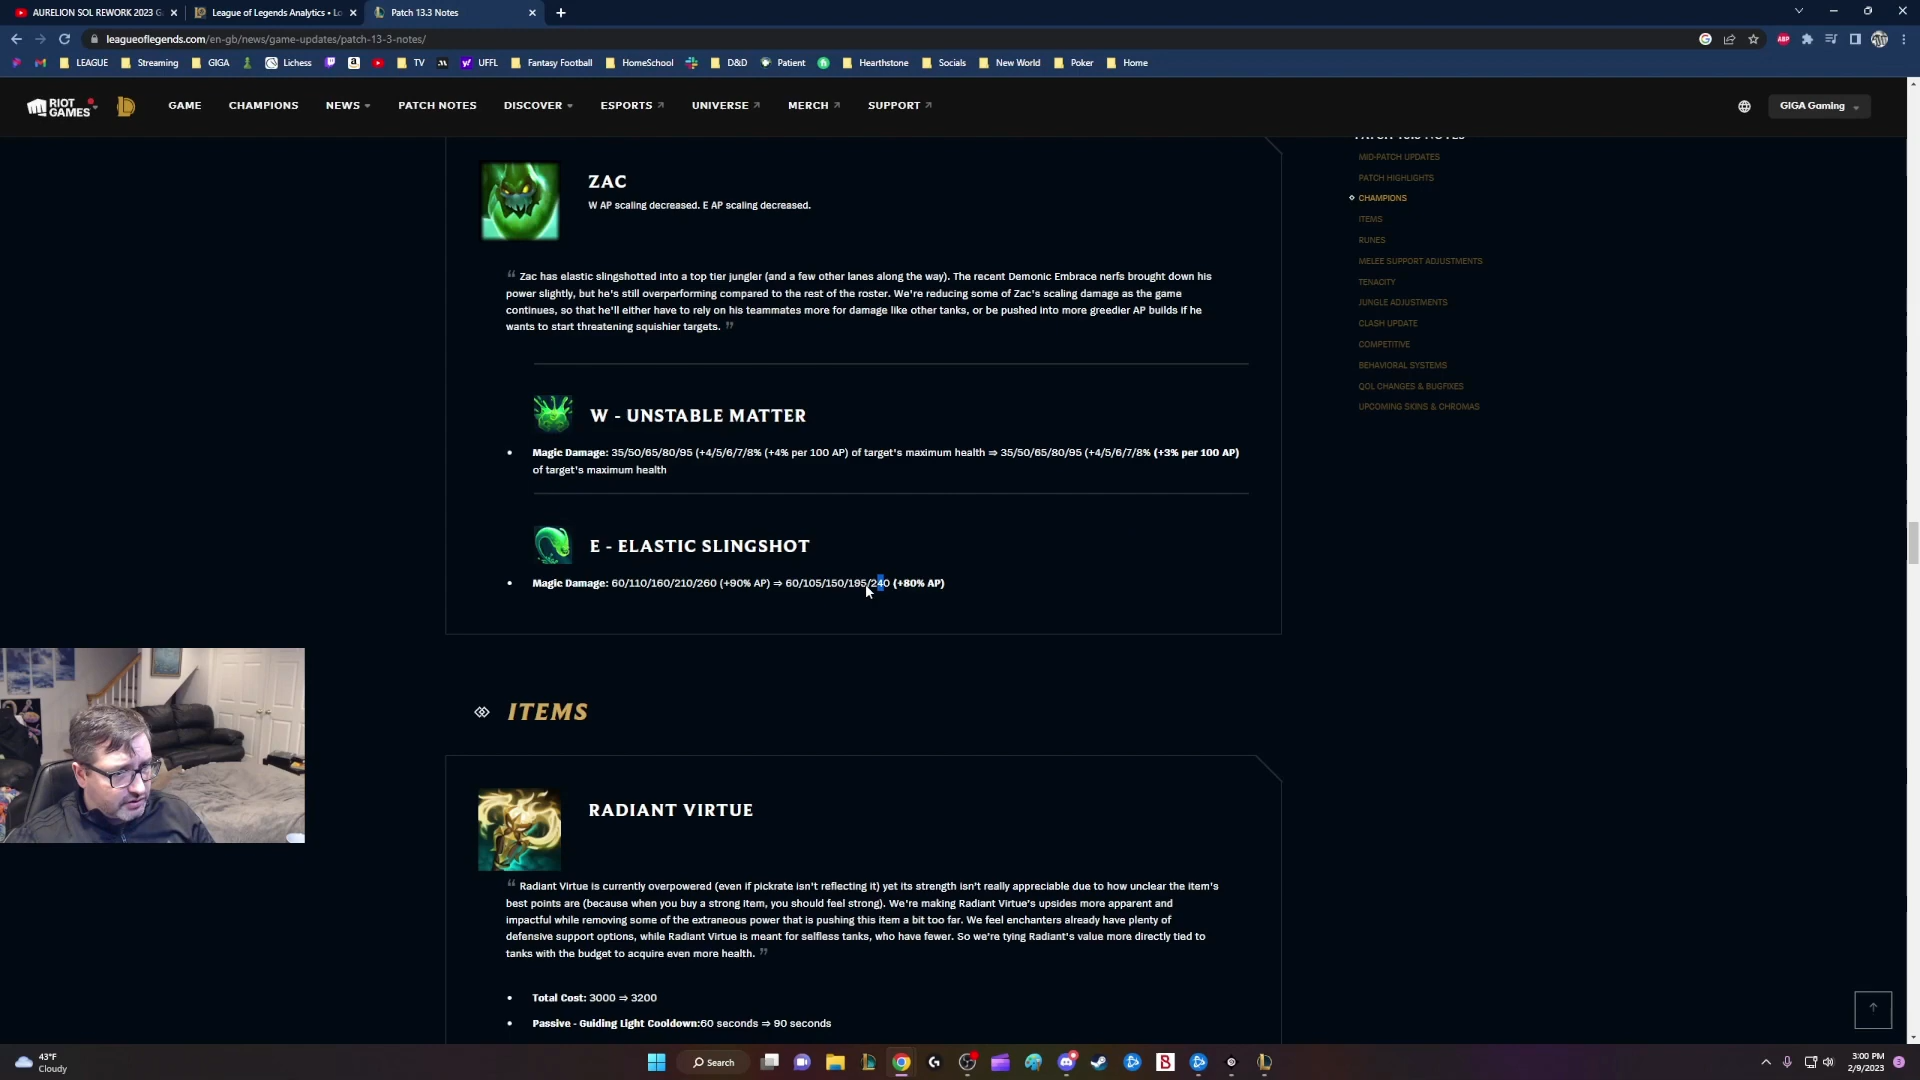 AURELION SOL REWORK 2023 G
League of Legends Analytics • Lo
Patch 13.3 Notes
leagueoflegends.com/en-gb/news/game-updates/patch-13-3-notes/
LEAGUE
Streaming
GIGA
Lichess
TV
UFFL
Fantasy Football
HomeSchool
D&D
Patient
Hearthstone
Socials
New World
Poker
Home
RIOT GAMES
GAME
CHAMPIONS
NEWS
PATCH NOTES
DISCOVER
ESPORTS
UNIVERSE
MERCH
SUPPORT
GIGA Gaming
PATCH 13.3 NOTES
MID-PATCH UPDATES
PATCH HIGHLIGHTS
CHAMPIONS
ITEMS
RUNES
MELEE SUPPORT ADJUSTMENTS
TENACITY
JUNGLE ADJUSTMENTS
CLASH UPDATE
COMPETITIVE
BEHAVIORAL SYSTEMS
QOL CHANGES & BUGFIXES
UPCOMING SKINS & CHROMAS
ZAC
W AP scaling decreased. E AP scaling decreased.
“ Zac has elastic slingshotted into a top tier jungler (and a few other lanes along the way). The recent Demonic Embrace nerfs brought down his
power slightly, but he's still overperforming compared to the rest of the roster. We're reducing some of Zac's scaling damage as the game
continues, so that he'll either have to rely on his teammates more for damage like other tanks, or be pushed into more greedier AP builds if he
wants to start threatening squishier targets. ”
W - UNSTABLE MATTER
• Magic Damage: 35/50/65/80/95 (+4/5/6/7/8% (+4% per 100 AP) of target's maximum health ⇒ 35/50/65/80/95 (+4/5/6/7/8% (+3% per 100 AP)
of target's maximum health
E - ELASTIC SLINGSHOT
• Magic Damage: 60/110/160/210/260 (+90% AP) ⇒ 60/105/150/195/240 (+80% AP)
ITEMS
RADIANT VIRTUE
“ Radiant Virtue is currently overpowered (even if pickrate isn't reflecting it) yet its strength isn't really appreciable due to how unclear the item's
best points are (because when you buy a strong item, you should feel strong). We're making Radiant Virtue's upsides more apparent and
impactful while removing some of the extraneous power that is pushing this item a bit too far. We feel enchanters already have plenty of
defensive support options, while Radiant Virtue is meant for selfless tanks, who have fewer. So we're tying Radiant's value more directly tied to
tanks with the budget to acquire even more health. ”
• Total Cost: 3000 ⇒ 3200
• Passive - Guiding Light Cooldown:60 seconds ⇒ 90 seconds
43°F
Cloudy
Search
3:00 PM
2/9/2023
3